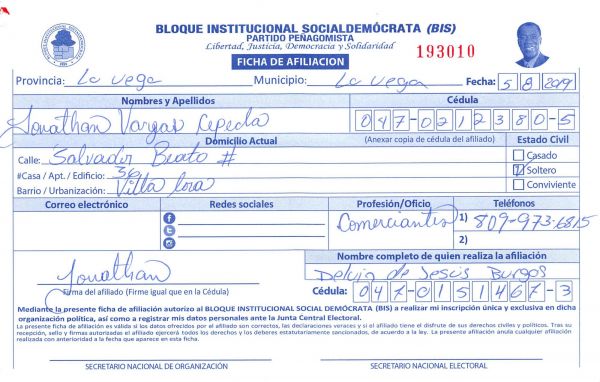 BLOQUE INSTITUCIONAL SOCIALDEMÓCRATA (BIS)
PARTIDO PEÑAGOMISTA
Libertad, Justicia, Democracia y Solidaridad
193010
FICHA DE AFILIACION
Provincia: La vega Municipio: La vega Fecha: 5 8 2019
Nombres y Apellidos Cédula
Jonathan Vargas Cepeda 047-0212380-5
Domicilio Actual (Anexar copia de cédula del afiliado) Estado Civil
Calle: Salvador Beato # Casado
#Casa / Apt. / Edificio: 36 Soltero
Barrio / Urbanización: Villa lora Conviviente
Correo electrónico Redes sociales Profesión/Oficio Teléfonos
Comerciantes 1) 809-973-6815
2)
Nombre completo de quien realiza la afiliación
Jonathan Delvin de Jesús Burgos
Firma del afiliado (Firme igual que en la Cédula) Cédula: 047-0151467-3
Mediante la presente ficha de afiliación autorizo al BLOQUE INSTITUCIONAL SOCIAL DEMÓCRATA (BIS) a realizar mi inscripción única y exclusiva en dicha
organización política, así como a registrar mis datos personales ante la Junta Central Electoral.
La presente ficha de afiliación es válida si los datos ofrecidos por el afiliado son correctos, las declaraciones veraces y si el afiliado tiene el disfrute de sus derechos civiles y políticos. Tras su
recepción, sello y firmas autorizadas el afiliado ejercerá todos los derechos y los deberes estatutariamente sancionados, de acuerdo a la ley. La presente afiliación anula cualquier afiliación
realizada con anterioridad a la fecha que aparece en esta ficha.
SECRETARIO NACIONAL DE ORGANIZACIÓN SECRETARIO NACIONAL ELECTORAL